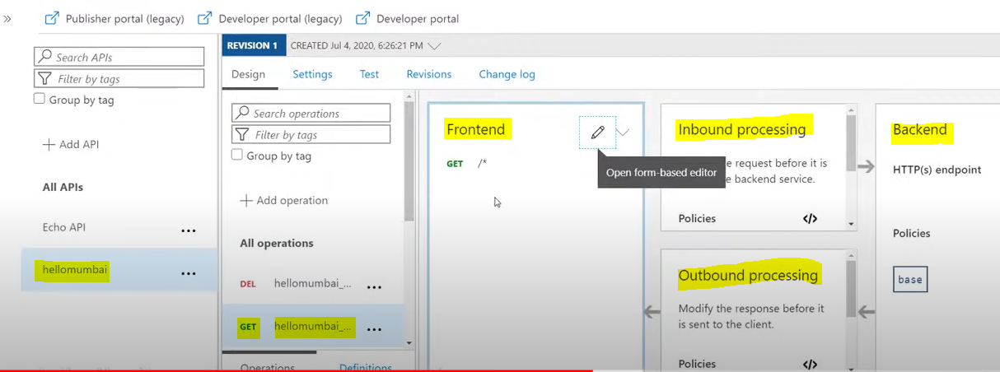 » Publisher portal (legacy) Developer portal (legacy) Developer portal
Search APIs
Filter by tags
Group by tag
+ Add API
All APIs
Echo API ...
hellomumbai ...
REVISION 1 CREATED Jul 4, 2020, 6:26:21 PM
Design Settings Test Revisions Change log
Search operations
Filter by tags
Group by tag
+ Add operation
All operations
DEL hellomumbai_... ...
GET hellomumbai_... ...
Operations Definitions
Frontend
GET /*
Open form-based editor
Inbound processing
e request before it is
e backend service.
Policies </>
Outbound processing
Modify the response before it
is sent to the client.
Policies </>
Backend
HTTP(s) endpoint
Policies
base